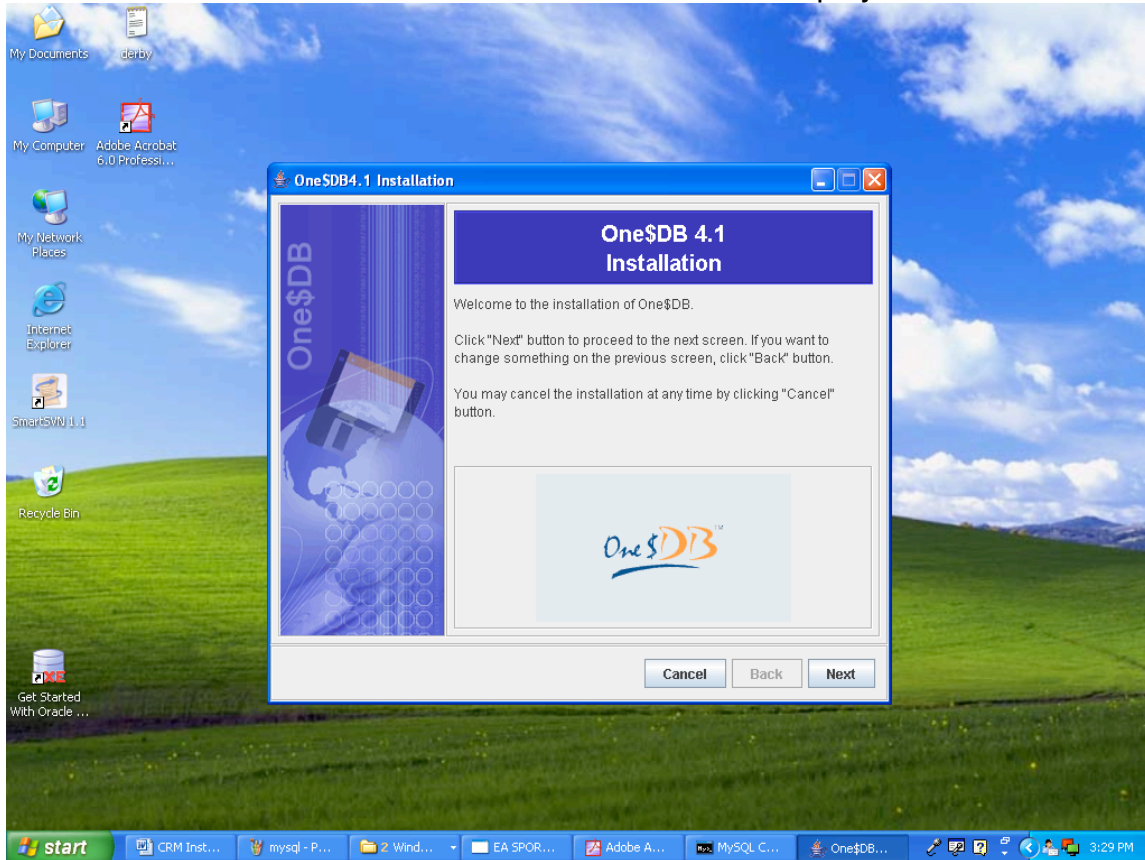 My Documents
derby
My Computer
Adobe Acrobat
6.0 Professi...
My Network
Places
Internet
Explorer
SmartSVN 1.1
Recycle Bin
XE
Get Started
With Oracle ...
One$DB4.1 Installation
One$DB
One$DB 4.1
Installation
Welcome to the installation of One$DB.
Click "Next" button to proceed to the next screen. If you want to
change something on the previous screen, click "Back" button.
You may cancel the installation at any time by clicking "Cancel"
button.
One $DB™
Cancel
Back
Next
start
CRM Inst...
mysql - P...
2 Wind...
EA SPOR...
Adobe A...
MySQL C...
One$DB...
3:29 PM